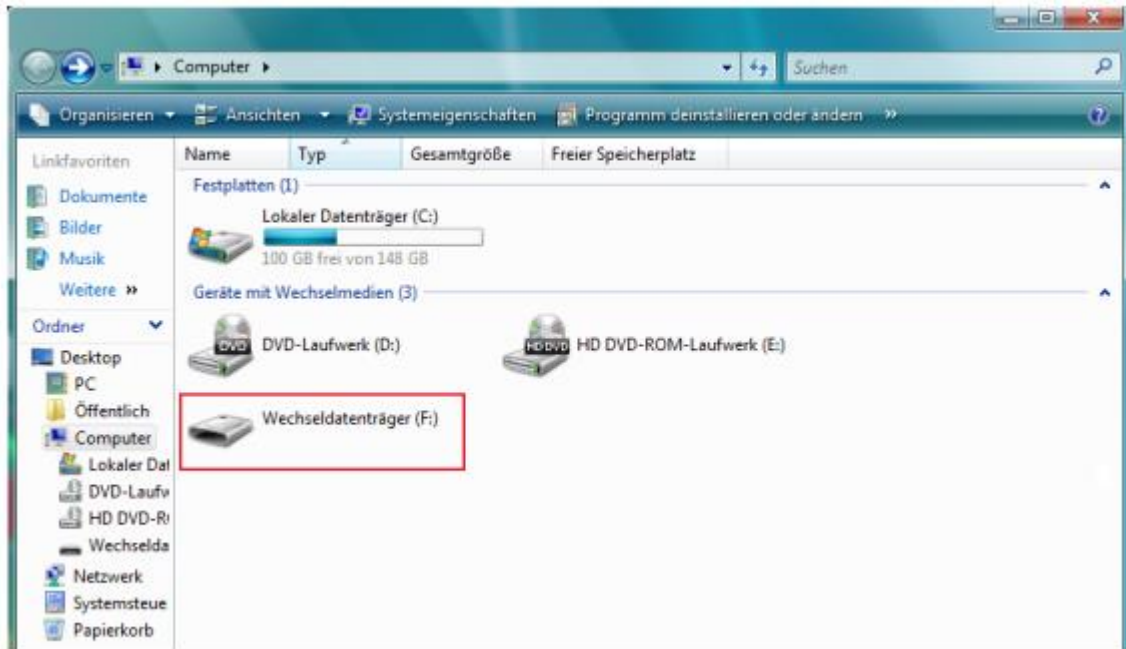 Computer
Suchen
Organisieren Ansichten Systemeigenschaften Programm deinstallieren oder ändern »
Linkfavoriten
Dokumente
Bilder
Musik
Weitere »
Ordner
Desktop
PC
Öffentlich
Computer
Lokaler Dat
DVD-Laufw
HD DVD-R
Wechselda
Netzwerk
Systemsteue
Papierkorb
Name Typ Gesamtgröße Freier Speicherplatz
Festplatten (1)
Lokaler Datenträger (C:)
100 GB frei von 148 GB
Geräte mit Wechselmedien (3)
DVD
DVD-Laufwerk (D:)
HD DVD
HD DVD-ROM-Laufwerk (E:)
Wechseldatenträger (F:)